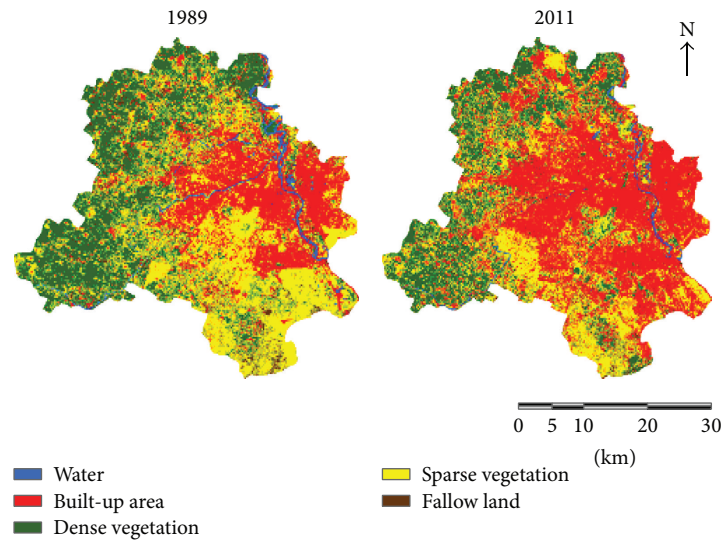 1989
2011
N
0 5 10 20 30
(km)
Water
Built-up area
Dense vegetation
Sparse vegetation
Fallow land